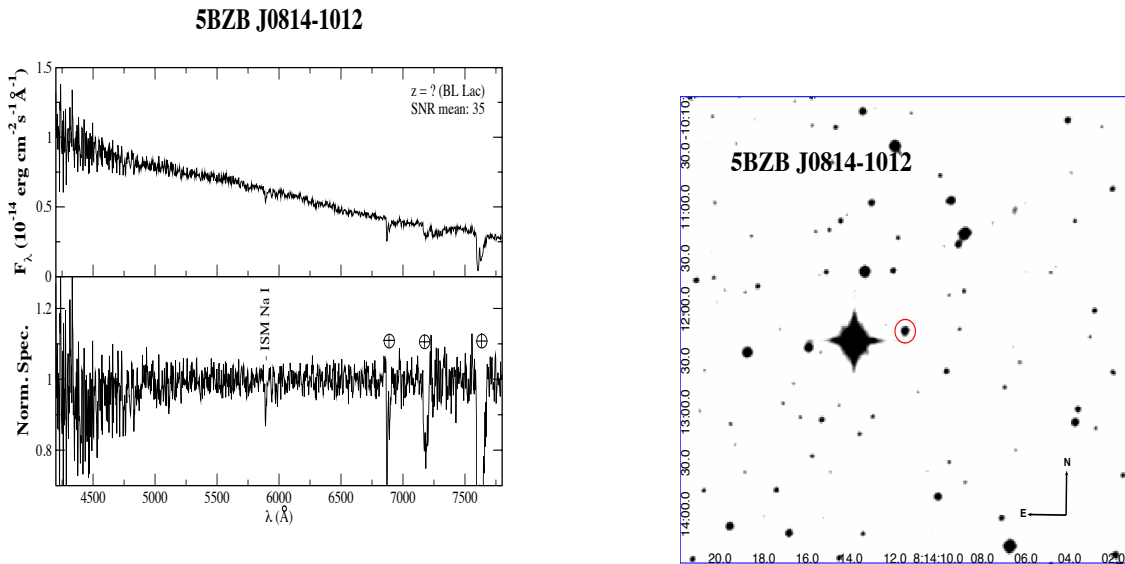 5BZB J0814-1012
1.5
1
0.5
0
F_λ (10^-14 erg cm^-2 s^-1 Å^-1)
z = ? (BL Lac)
SNR mean: 35
1.2
1
0.8
Norm. Spec.
- ISM Na I
⊕ ⊕ ⊕
4500 5000 5500 6000 6500 7000 7500
λ (Å)
5BZB J0814-1012
30.0 -10:10:
11:00.0
30.0
12:00.0
30.0
13:00.0
30.0
14:00.0
N
E
20.0 18.0 16.0 14.0 12.0 8:14:10.0 08.0 06.0 04.0 02.0